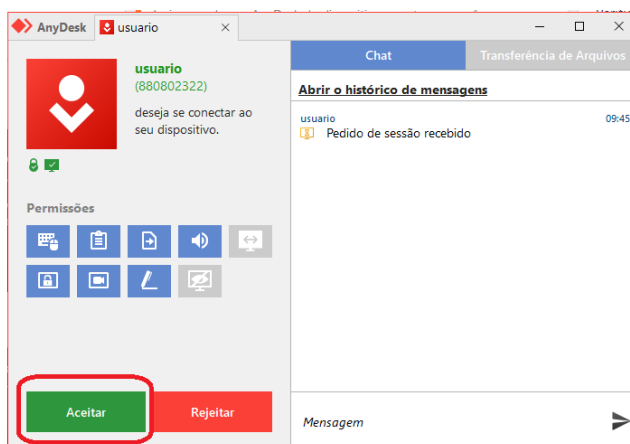 AnyDesk
usuario
usuario
(880802322)
deseja se conectar ao
seu dispositivo.
Permissões
Aceitar
Rejeitar
Chat
Transferência de Arquivos
Abrir o histórico de mensagens
usuario
09:45
Pedido de sessão recebido
Mensagem